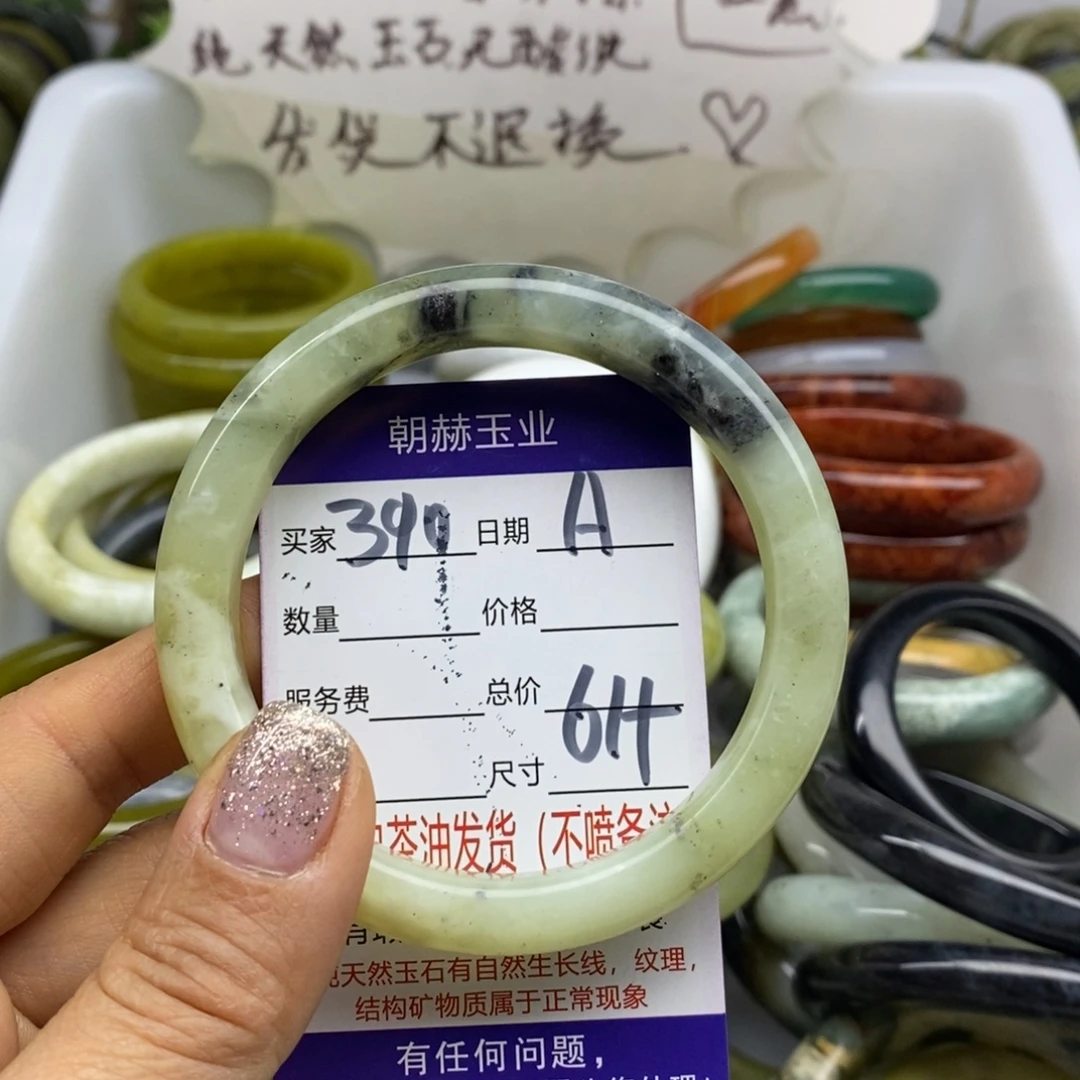 纯天然玉石无酸洗
不退换
朝赫玉业
买家 390 日期 A
数量 价格
服务费 总价 64
尺寸
茶油发货（不喷备注
天然玉石有自然生长线，纹理，
结构矿物质属于正常现象
有任何问题，